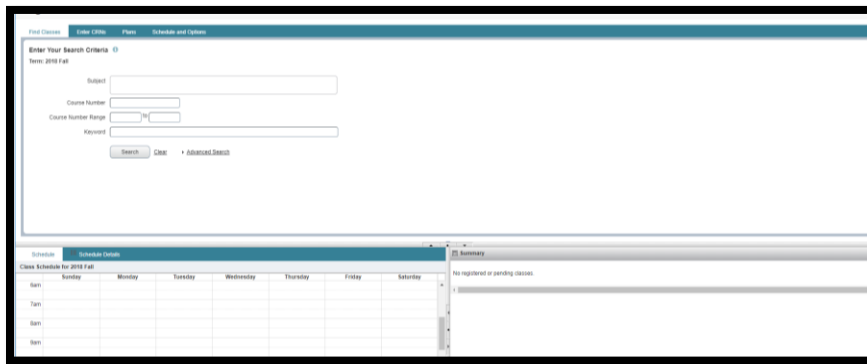 Find Classes Enter CRNs Plans Schedule and Options
Enter Your Search Criteria
Term: 2018 Fall
Subject
Course Number
Course Number Range to
Keyword
Search Clear Advanced Search
Schedule Schedule Details
Class Schedule for 2018 Fall
Sunday Monday Tuesday Wednesday Thursday Friday Saturday
6am
7am
8am
9am
Summary
No registered or pending classes.